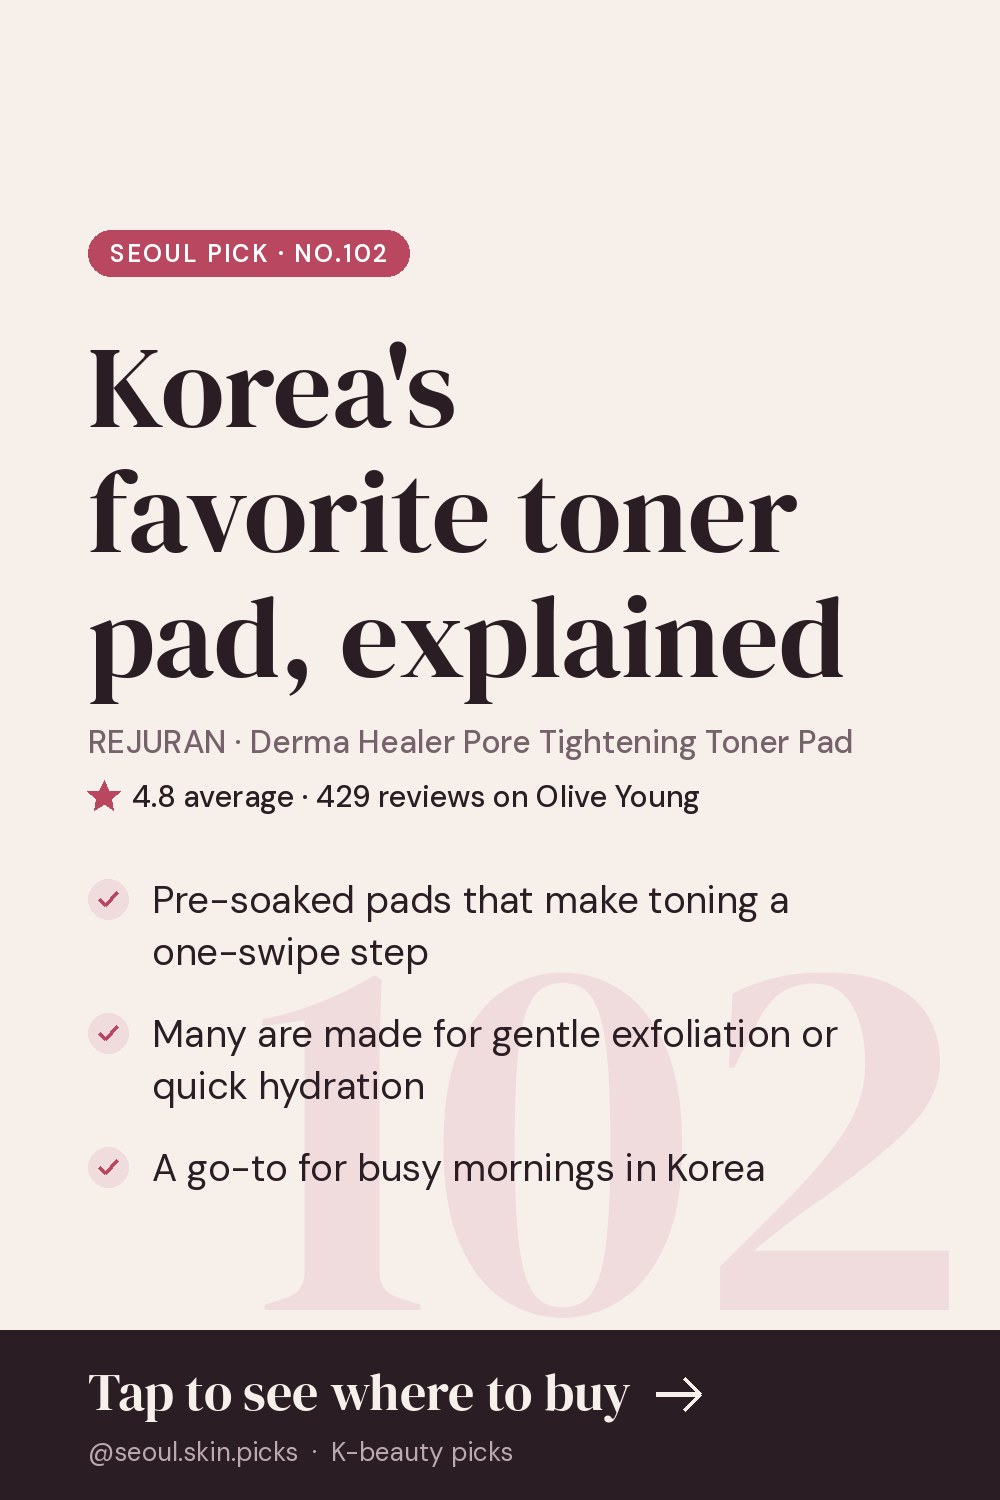 SEOUL PICK · NO.102
Korea's
favorite toner
pad, explained
REJURAN · Derma Healer Pore Tightening Toner Pad
4.8 average · 429 reviews on Olive Young
Pre-soaked pads that make toning a
one-swipe step
Many are made for gentle exfoliation or
quick hydration
A go-to for busy mornings in Korea
102
Tap to see where to buy →
@seoul.skin.picks · K-beauty picks